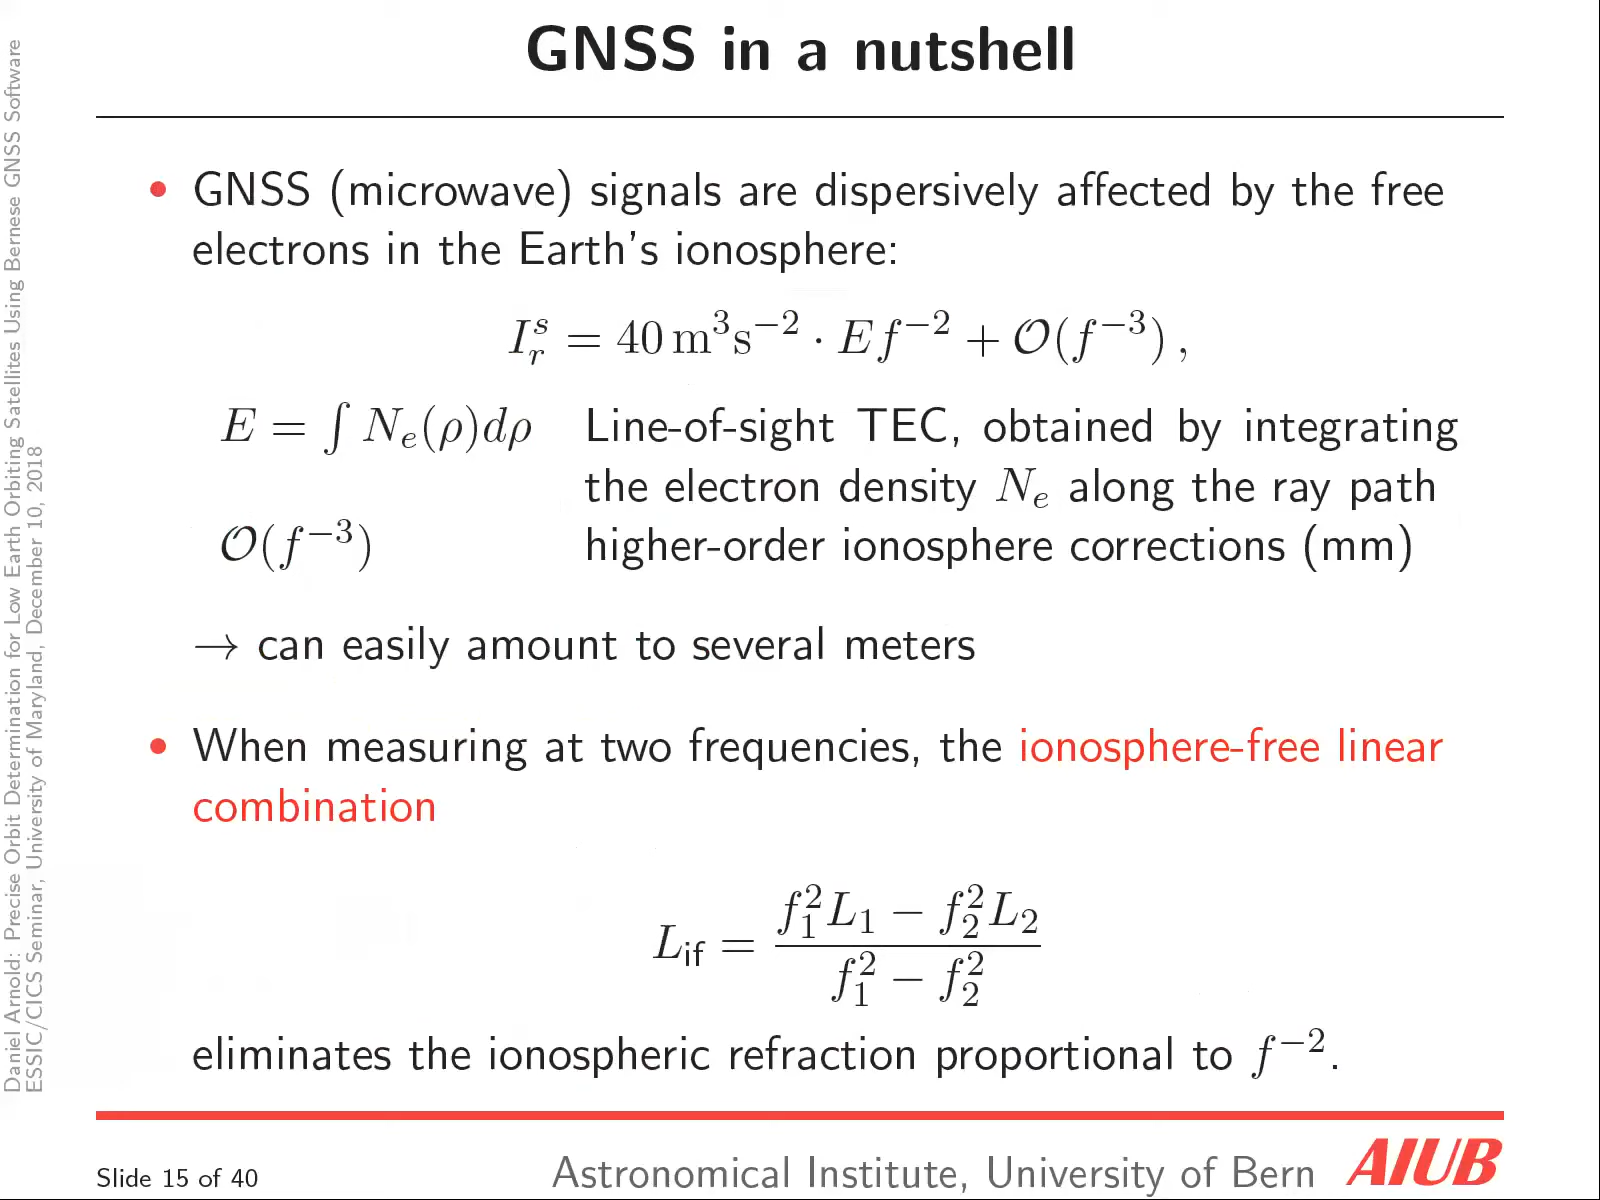 GNSS in a nutshell
• GNSS (microwave) signals are dispersively affected by the free
electrons in the Earth's ionosphere:
I_r^s = 40 m³s⁻² · E f⁻² + 𝒪(f⁻³) ,
E = ∫ N_e(ρ)dρ Line-of-sight TEC, obtained by integrating
the electron density N_e along the ray path
𝒪(f⁻³) higher-order ionosphere corrections (mm)
→ can easily amount to several meters
• When measuring at two frequencies, the ionosphere-free linear
combination
L_if = (f_1^2 L_1 − f_2^2 L_2) / (f_1^2 − f_2^2)
eliminates the ionospheric refraction proportional to f⁻².
Slide 15 of 40
Astronomical Institute, University of Bern AIUB
Daniel Arnold: Precise Orbit Determination for Low Earth Orbiting Satellites Using Bernese GNSS Software
ESSIC/CICS Seminar, University of Maryland, December 10, 2018